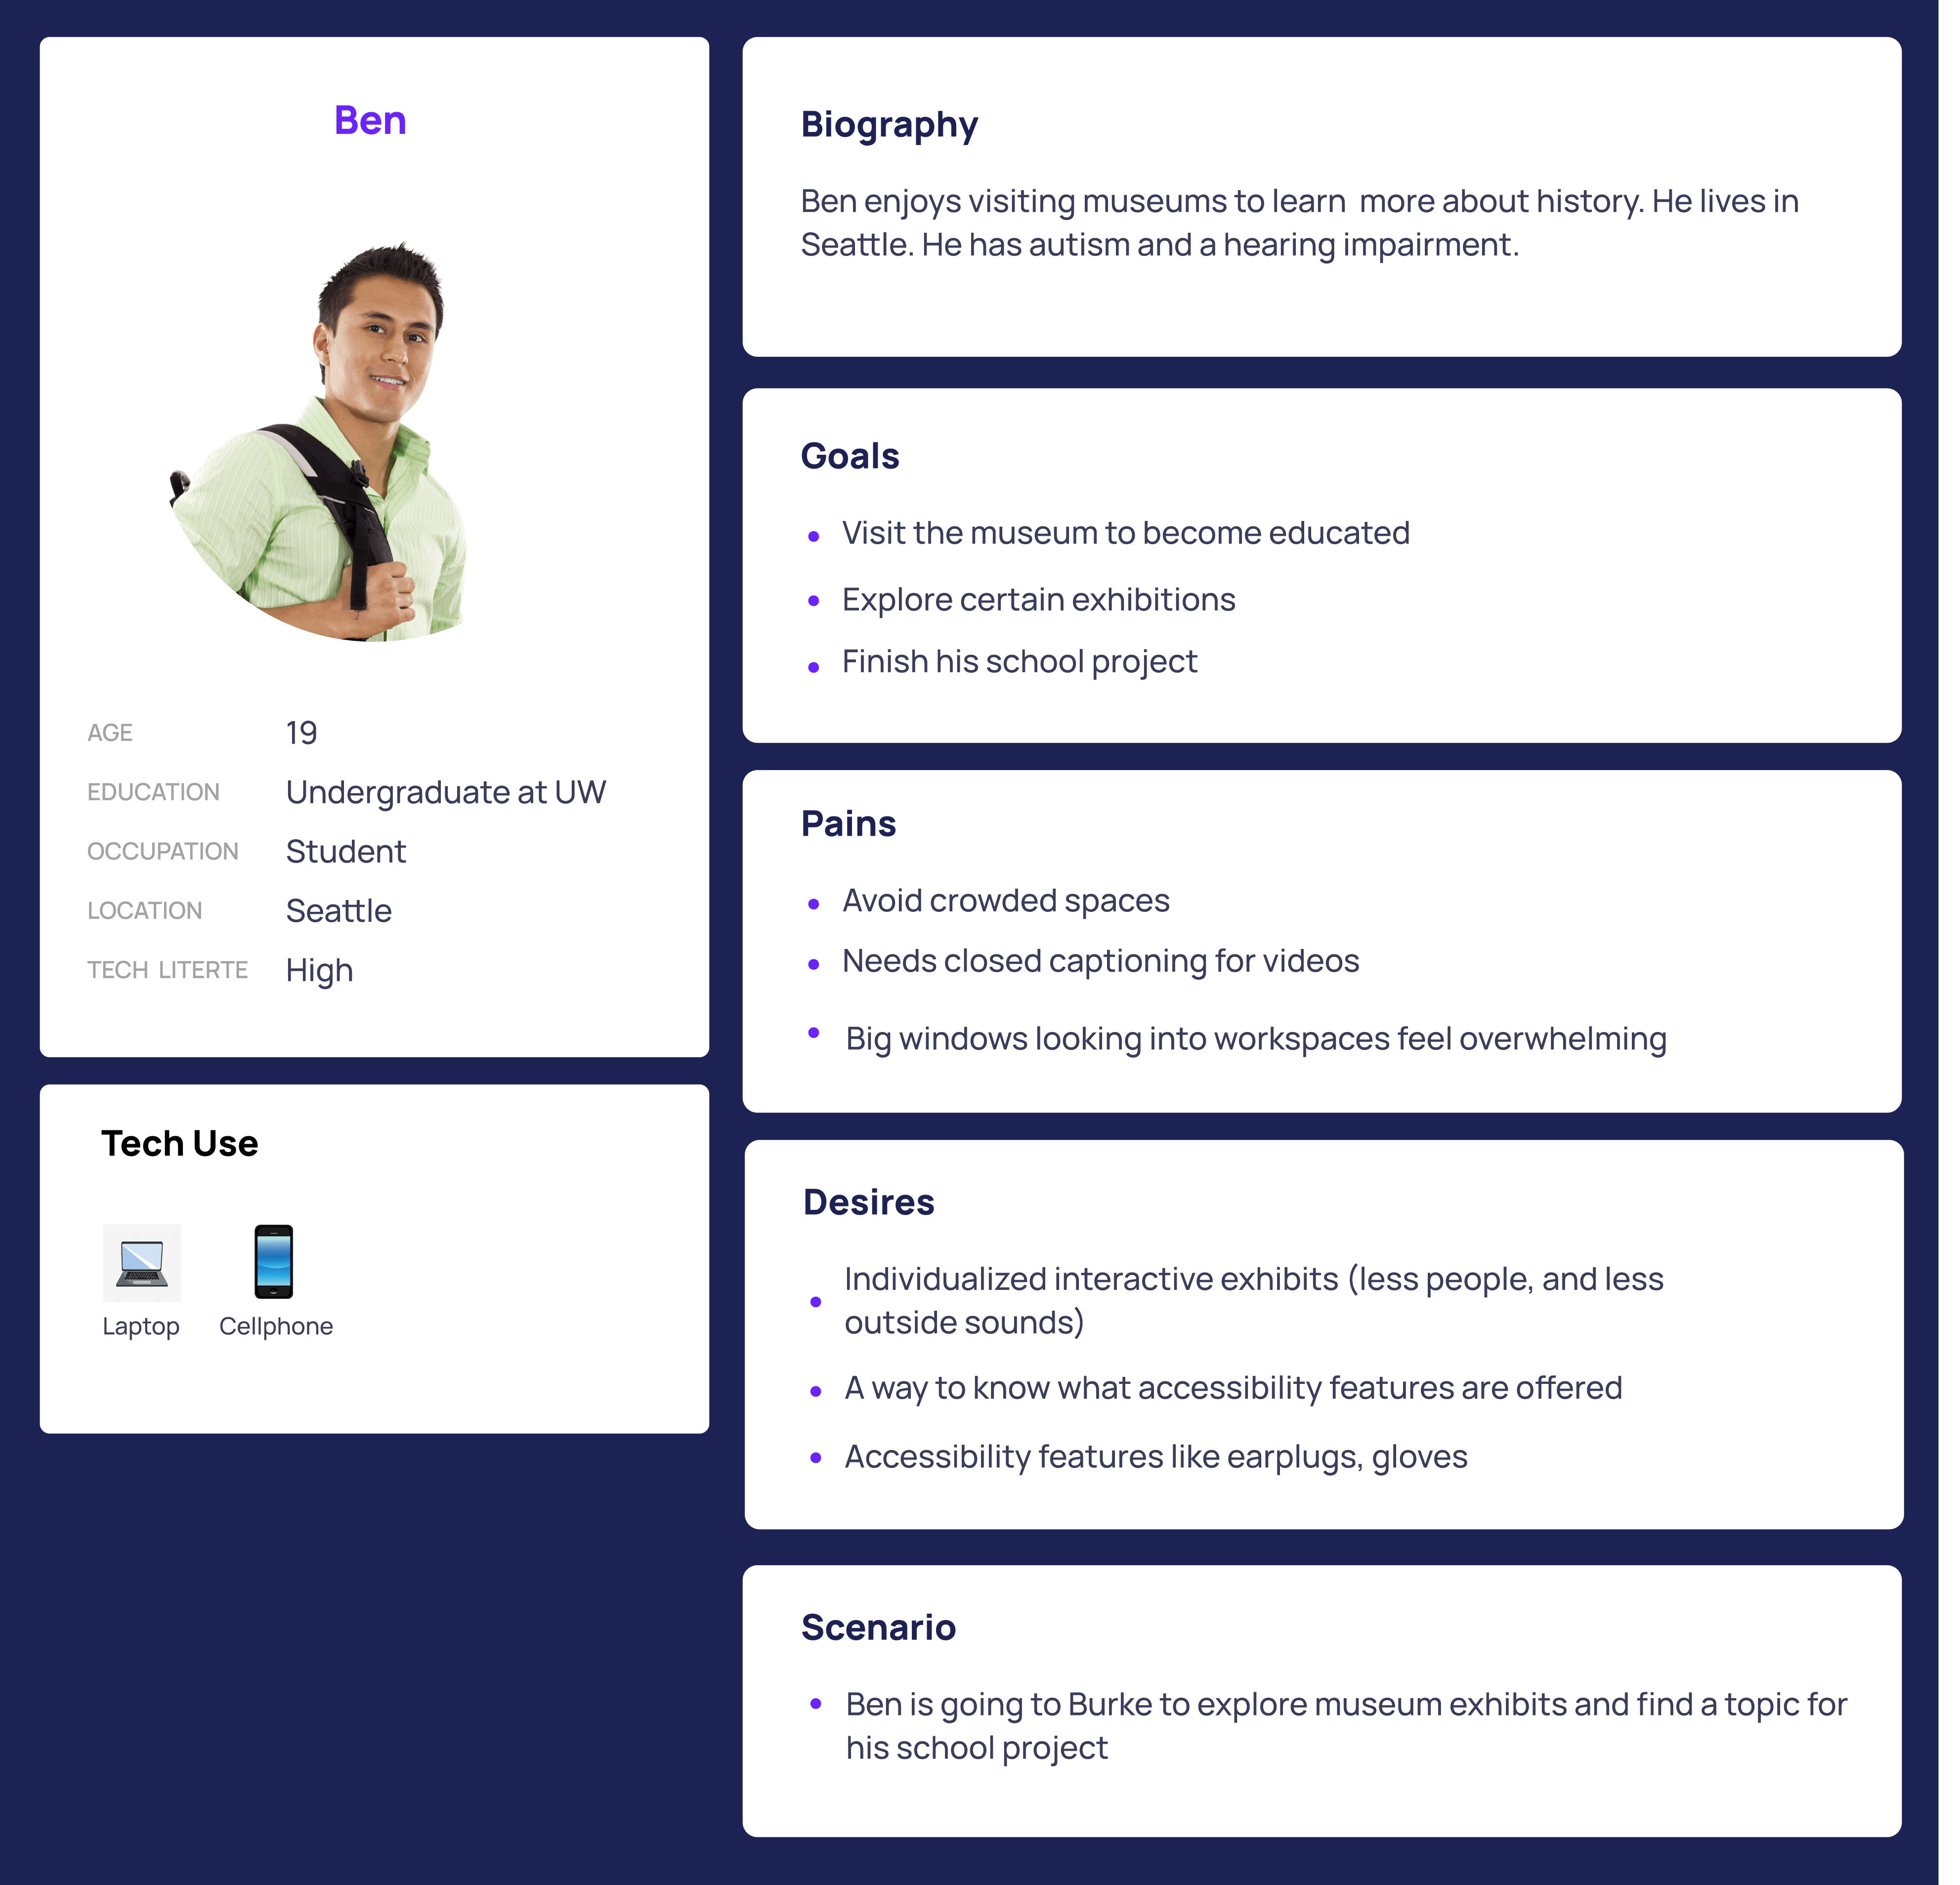 Ben
AGE 19
EDUCATION Undergraduate at UW
OCCUPATION Student
LOCATION Seattle
TECH LITERTE High
Tech Use
Laptop Cellphone
Biography
Ben enjoys visiting museums to learn  more about history. He lives in
Seattle. He has autism and a hearing impairment.
Goals
Visit the museum to become educated
Explore certain exhibitions
Finish his school project
Pains
Avoid crowded spaces
Needs closed captioning for videos
Big windows looking into workspaces feel overwhelming
Desires
Individualized interactive exhibits (less people, and less
outside sounds)
A way to know what accessibility features are offered
Accessibility features like earplugs, gloves
Scenario
Ben is going to Burke to explore museum exhibits and find a topic for
his school project